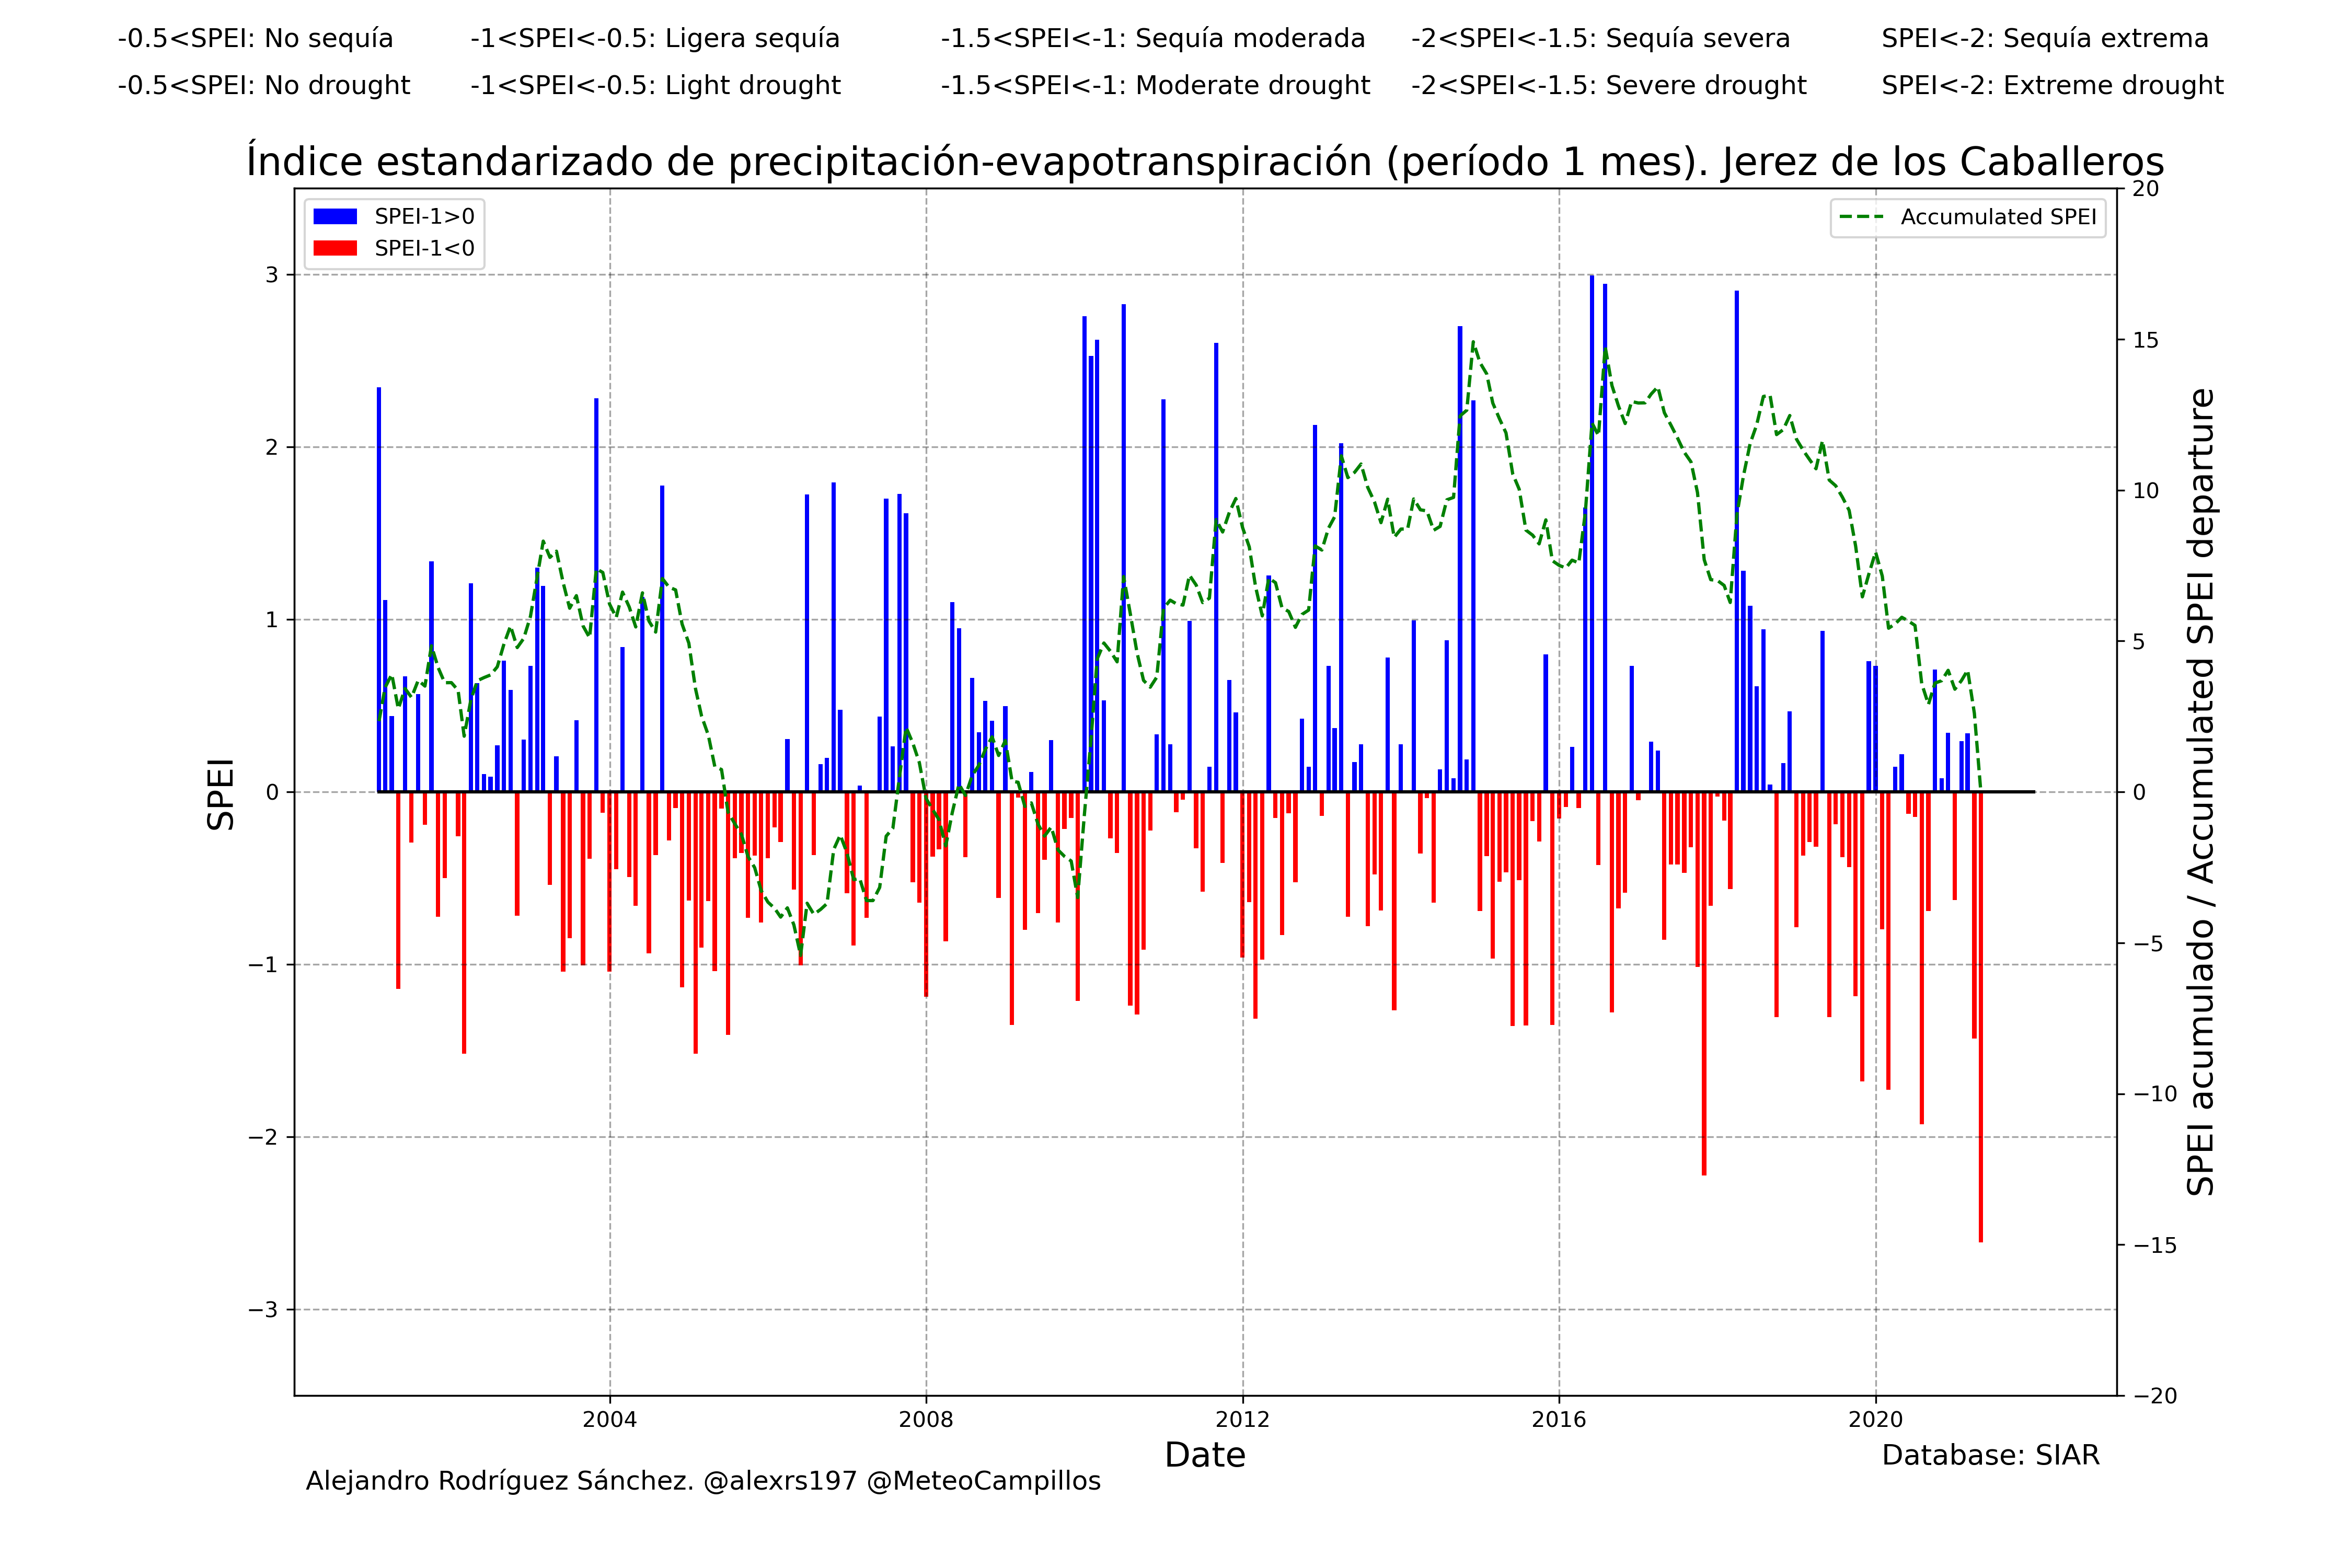 -0.5<SPEI: No sequía -1<SPEI<-0.5: Ligera sequía -1.5<SPEI<-1: Sequía moderada -2<SPEI<-1.5: Sequía severa SPEI<-2: Sequía extrema
-0.5<SPEI: No drought -1<SPEI<-0.5: Light drought -1.5<SPEI<-1: Moderate drought -2<SPEI<-1.5: Severe drought SPEI<-2: Extreme drought
Índice estandarizado de precipitación-evapotranspiración (período 1 mes). Jerez de los Caballeros
SPEI-1>0
SPEI-1<0
Accumulated SPEI
SPEI
3
2
1
0
−1
−2
−3
20
15
10
5
0
−5
−10
−15
−20
SPEI acumulado / Accumulated SPEI departure
2004 2008 2012 2016 2020
Date
Database: SIAR
Alejandro Rodríguez Sánchez. @alexrs197 @MeteoCampillos